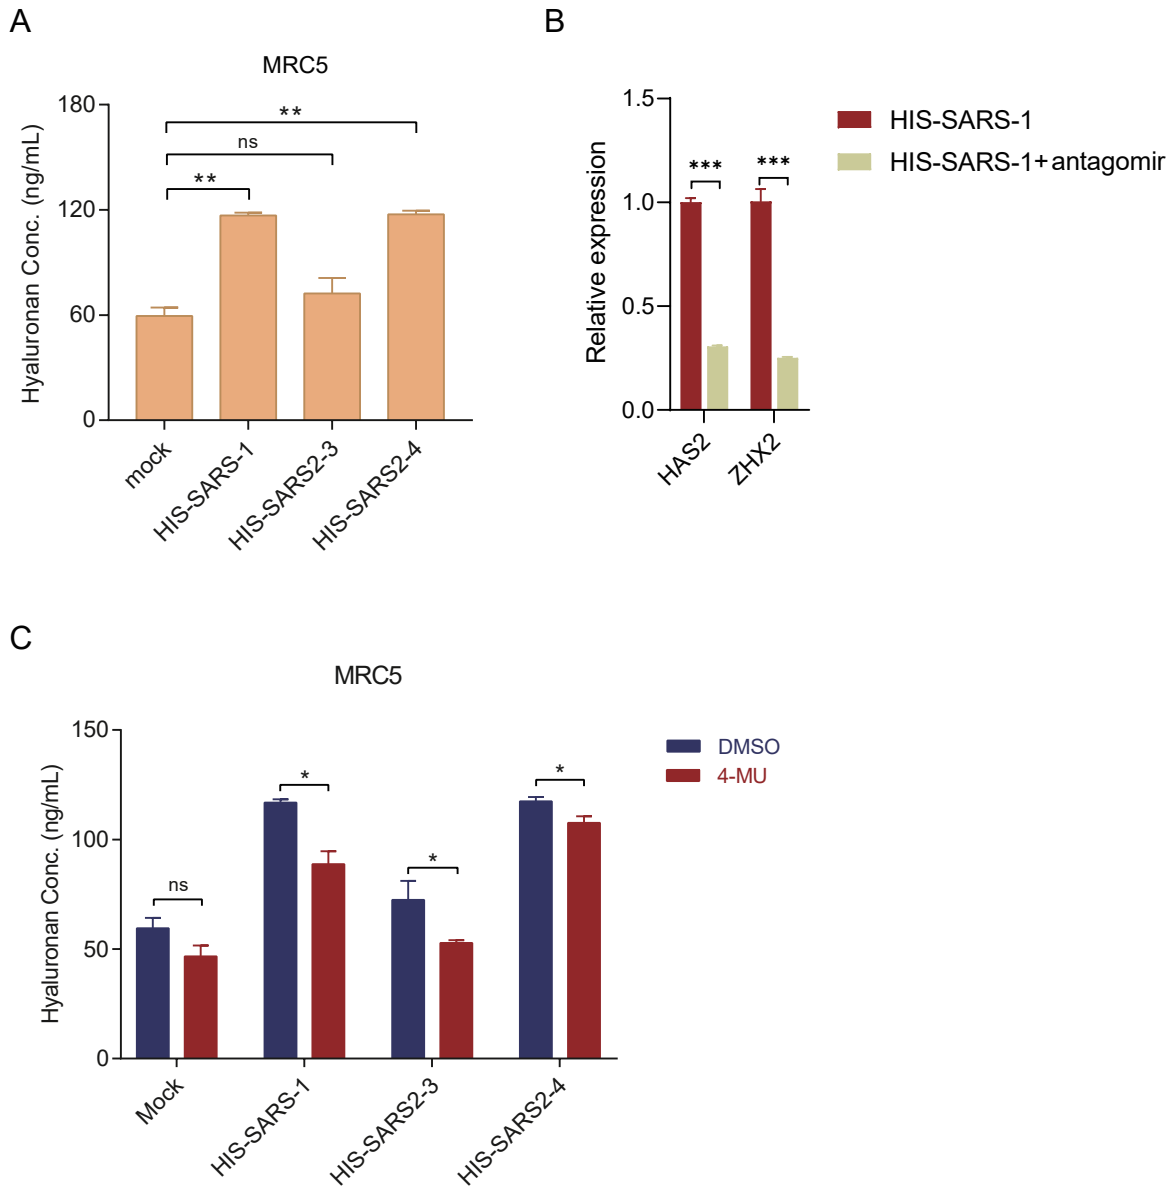 A
MRC5
Hyaluronan Conc. (ng/mL)
180
120
60
0
**
ns
**
mock
HIS-SARS-1
HIS-SARS2-3
HIS-SARS2-4
B
Relative expression
1.5
1.0
0.5
0.0
***
***
HAS2
ZHX2
HIS-SARS-1
HIS-SARS-1+antagomir
C
MRC5
Hyaluronan Conc. (ng/mL)
150
100
50
0
ns
*
*
*
Mock
HIS-SARS-1
HIS-SARS2-3
HIS-SARS2-4
DMSO
4-MU